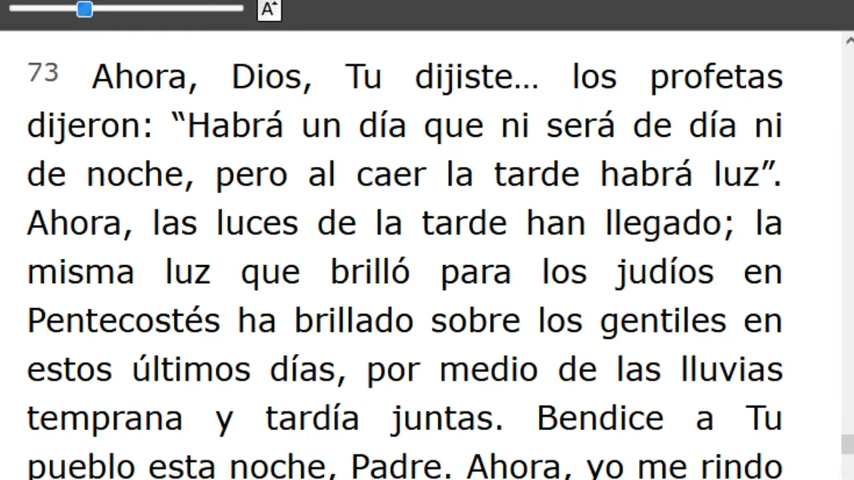 A
73 Ahora, Dios, Tu dijiste… los profetas
dijeron: “Habrá un día que ni será de día ni
de noche, pero al caer la tarde habrá luz”.
Ahora, las luces de la tarde han llegado; la
misma luz que brilló para los judíos en
Pentecostés ha brillado sobre los gentiles en
estos últimos días, por medio de las lluvias
temprana y tardía juntas. Bendice a Tu
pueblo esta noche, Padre. Ahora, yo me rindo